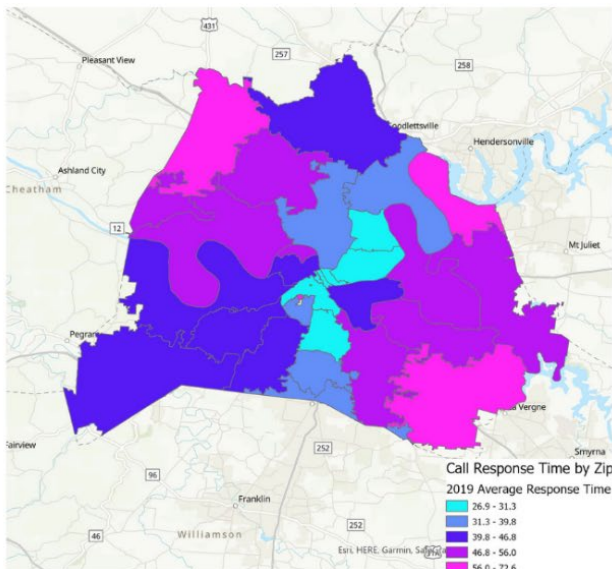 431
257
Pleasant View
258
Goodlettsville
Hendersonville
Ashland City
Cheatham
12
Mt Juliet
Pegram
La Vergne
Fairview
252
Smyrna
96
Call Response Time by Zip
2019 Average Response Time
Franklin
26.9 - 31.3
252
31.3 - 39.8
46
39.8 - 46.8
Williamson
46.8 - 56.0
Esri, HERE, Garmin,
56.0 - 72.6